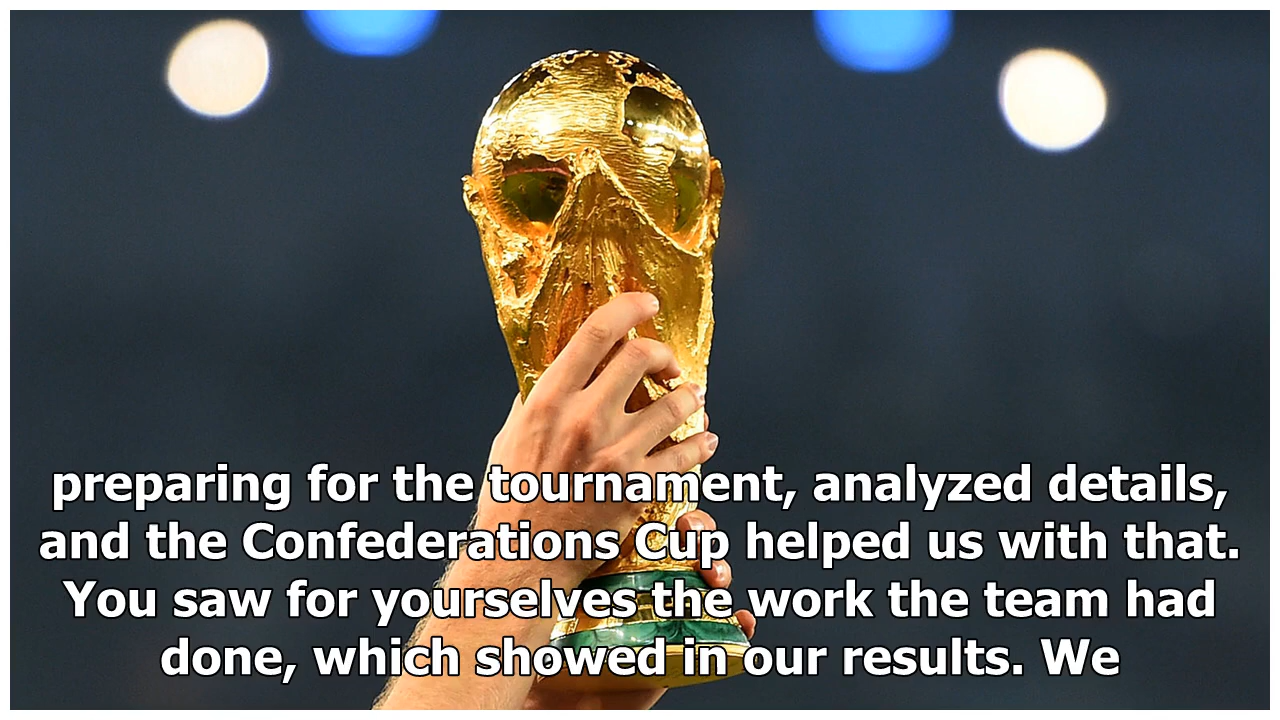 preparing for the tournament, analyzed details,
and the Confederations Cup helped us with that.
You saw for yourselves the work the team had
done, which showed in our results. We